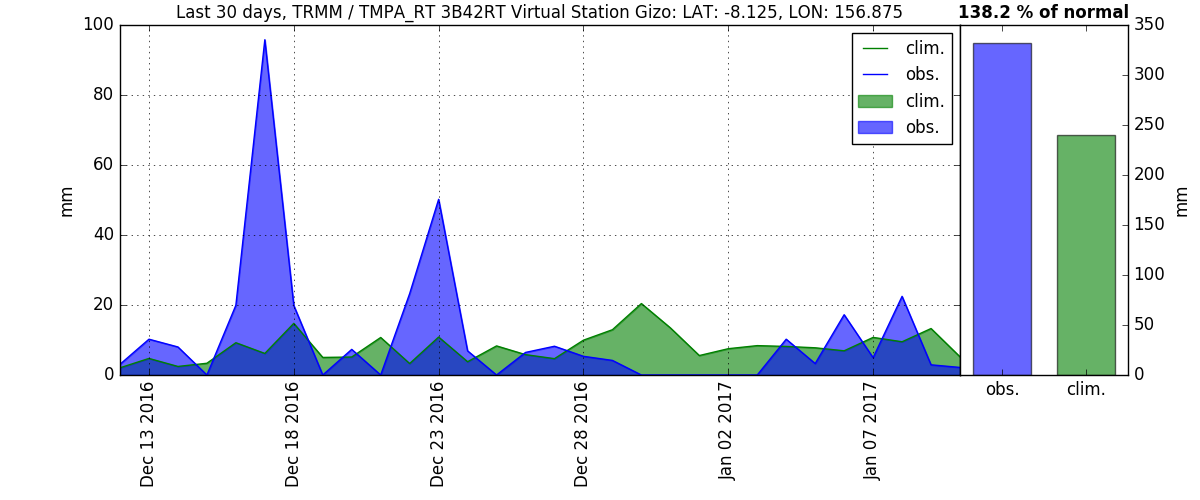 Last 30 days, TRMM / TMPA_RT 3B42RT Virtual Station Gizo: LAT: -8.125, LON: 156.875
138.2 % of normal
100
80
60
40
20
0
mm
clim.
obs.
clim.
obs.
Dec 13 2016
Dec 18 2016
Dec 23 2016
Dec 28 2016
Jan 02 2017
Jan 07 2017
350
300
250
200
150
100
50
0
mm
obs.
clim.